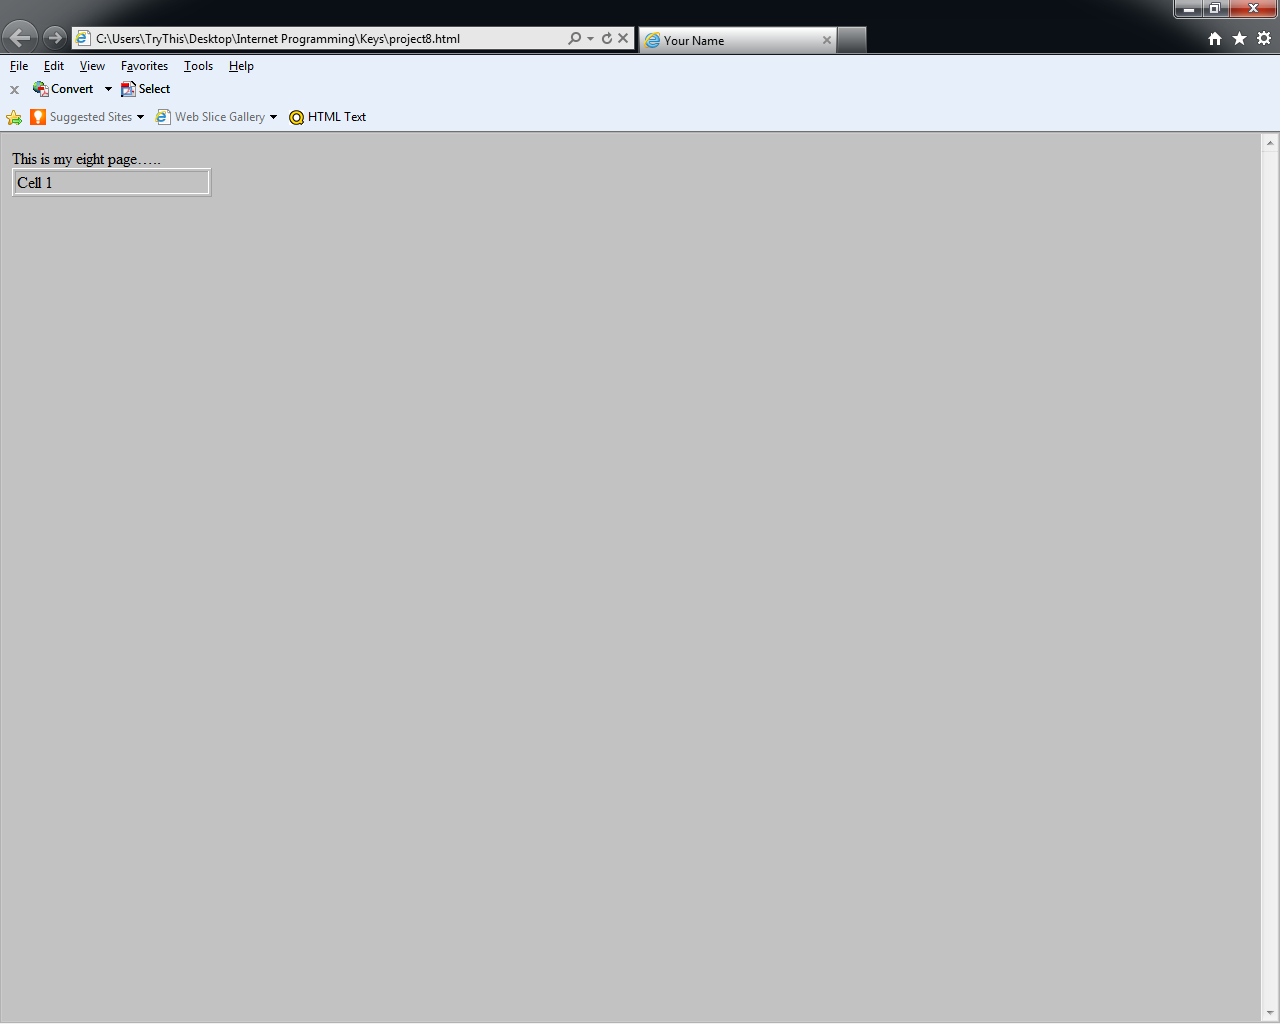 C:\Users\TryThis\Desktop\Internet Programming\Keys\project8.html
Your Name
File Edit View Favorites Tools Help
x Convert Select
Suggested Sites Web Slice Gallery HTML Text
This is my eight page…..
Cell 1